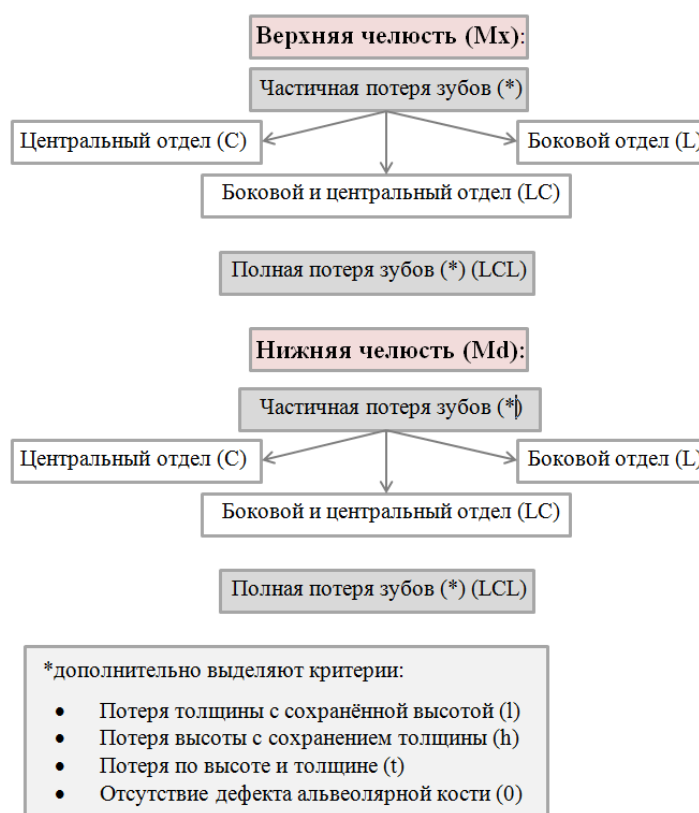 Верхняя челюсть (Mx):
Частичная потеря зубов (*)
Центральный отдел (C)
Боковой отдел (L)
Боковой и центральный отдел (LC)
Полная потеря зубов (*) (LCL)
Нижняя челюсть (Md):
Частичная потеря зубов (*)
Центральный отдел (C)
Боковой отдел (L)
Боковой и центральный отдел (LC)
Полная потеря зубов (*) (LCL)
*дополнительно выделяют критерии:
• Потеря толщины с сохранённой высотой (l)
• Потеря высоты с сохранением толщины (h)
• Потеря по высоте и толщине (t)
• Отсутствие дефекта альвеолярной кости (0)